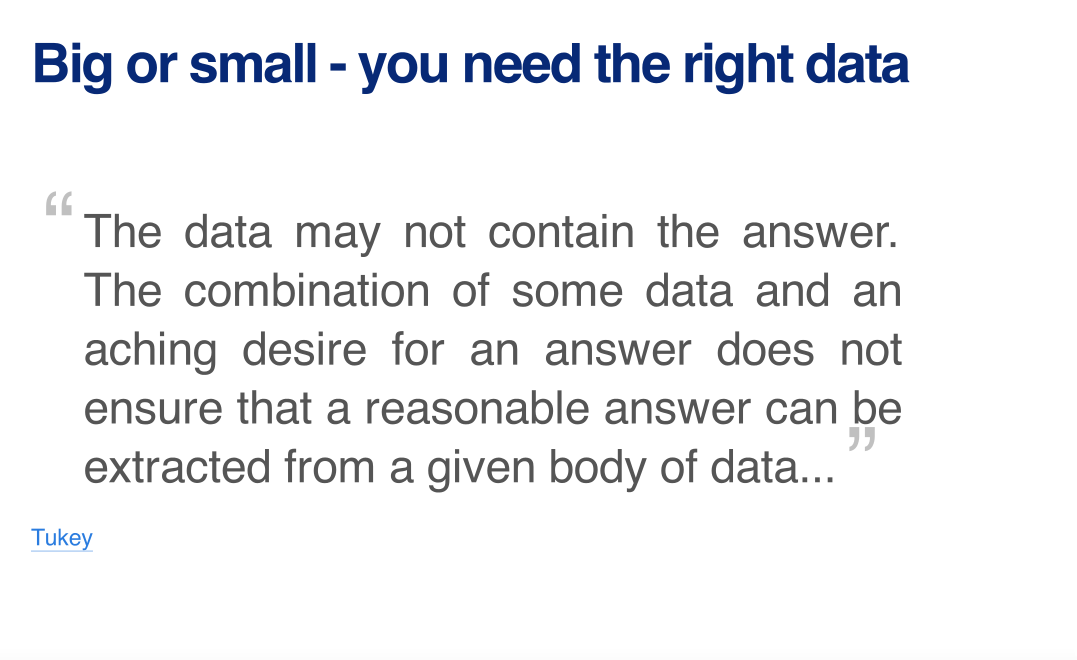 Big or small - you need the right data
“The data may not contain the answer.
The combination of some data and an
aching desire for an answer does not
ensure that a reasonable answer can be
extracted from a given body of data...”
Tukey